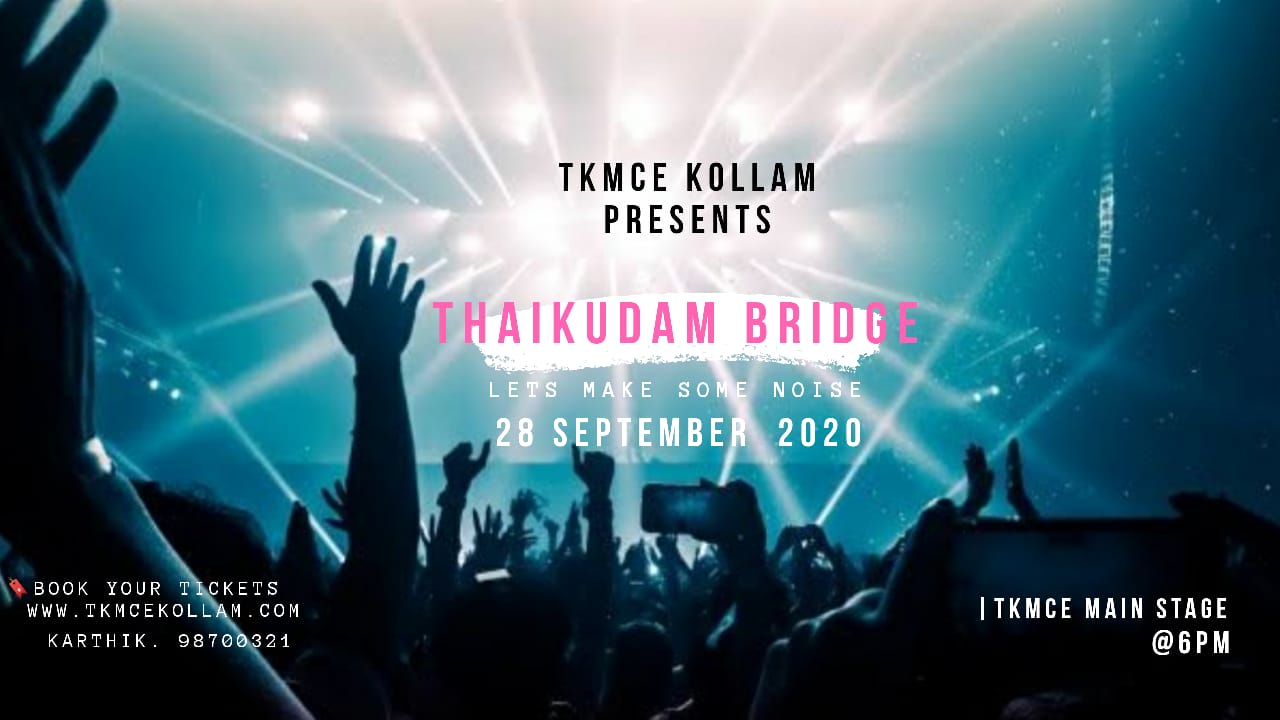 TKMCE KOLLAM
PRESENTS
THAIKUDAM BRIDGE
LETS MAKE SOME NOISE
28 SEPTEMBER 2020
BOOK YOUR TICKETS
WWW.TKMCEKOLLAM.COM
KARTHIK. 98700321
|TKMCE MAIN STAGE
@6PM